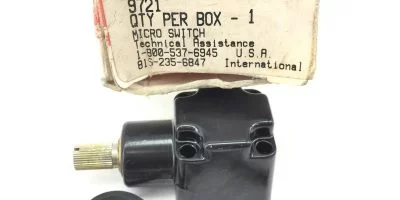 9721
QTY PER BOX - 1
MICRO SWITCH
Technical Assistance
1-800-537-6945 U.S.A.
815-235-6847 International